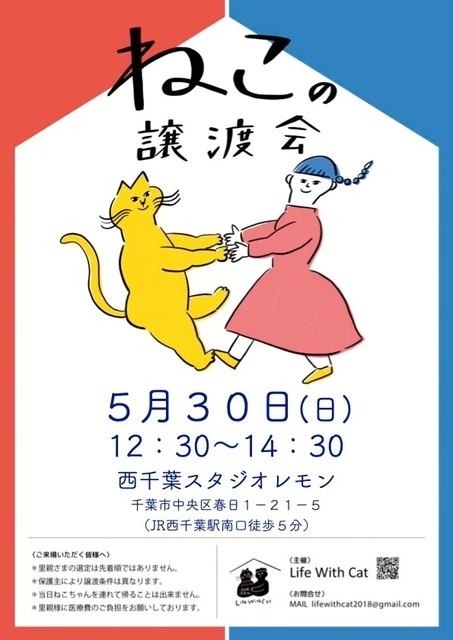 ねこの
譲渡会
5月30日(日)
12：30～14：30
西千葉スタジオレモン
千葉市中央区春日1－21－5
（JR西千葉駅南口徒歩５分）
〈ご来場いただく皆様へ〉
＊里親さまの選定は先着順ではありません。
＊保護主により譲渡条件は異なります。
＊当日ねこちゃんを連れて帰ることは出来ません。
＊里親様に医療費のご負担をお願いしております。
Life With Cat
〈主催〉
Life With Cat
〈お問合〉
MAIL lifewithcat2018@gmail.com